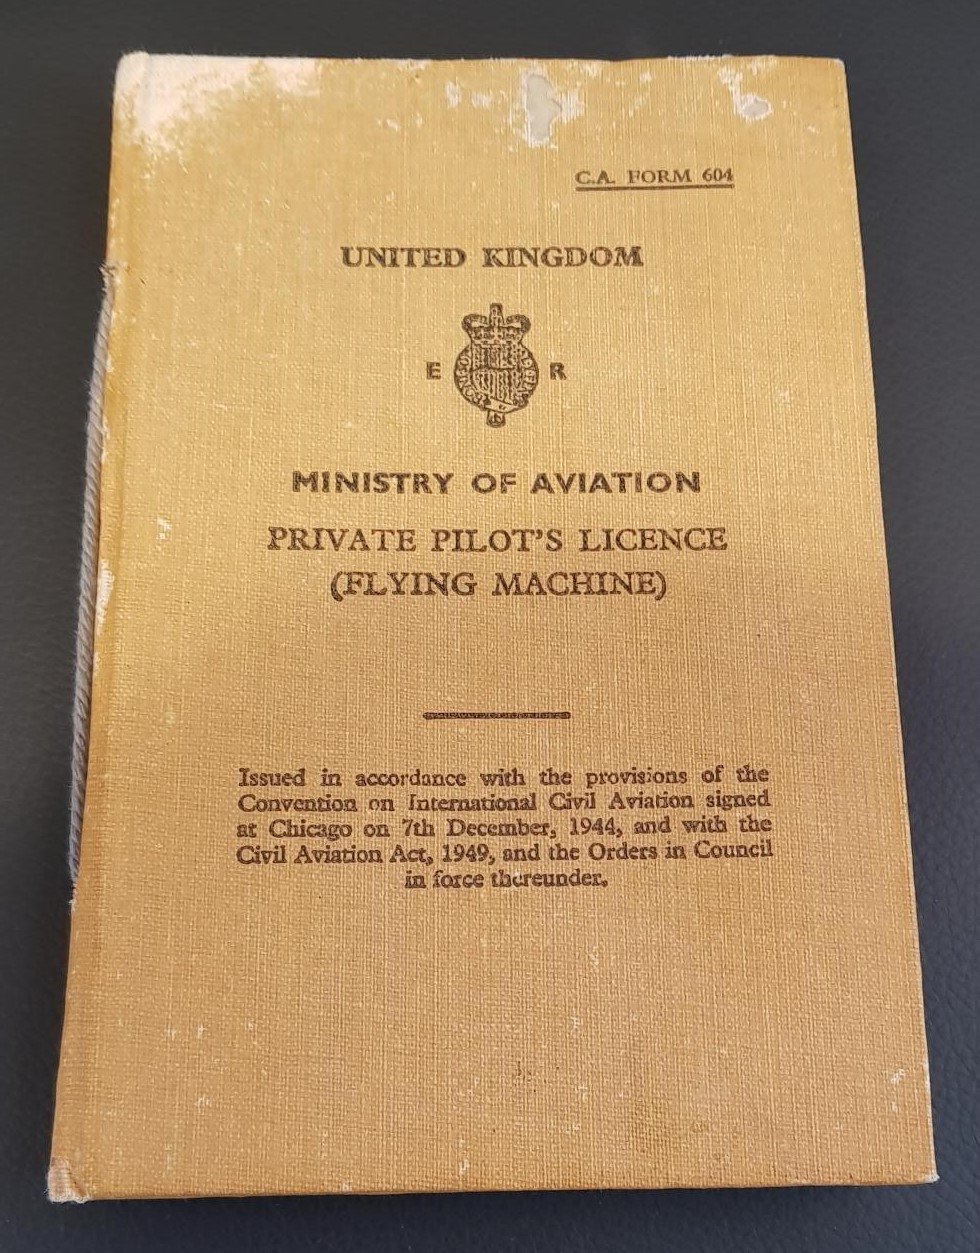 C.A. FORM 604
UNITED KINGDOM
E R
MINISTRY OF AVIATION
PRIVATE PILOT'S LICENCE
(FLYING MACHINE)
Issued in accordance with the provisions of the
Convention on International Civil Aviation signed
at Chicago on 7th December, 1944, and with the
Civil Aviation Act, 1949, and the Orders in Council
in force thereunder.